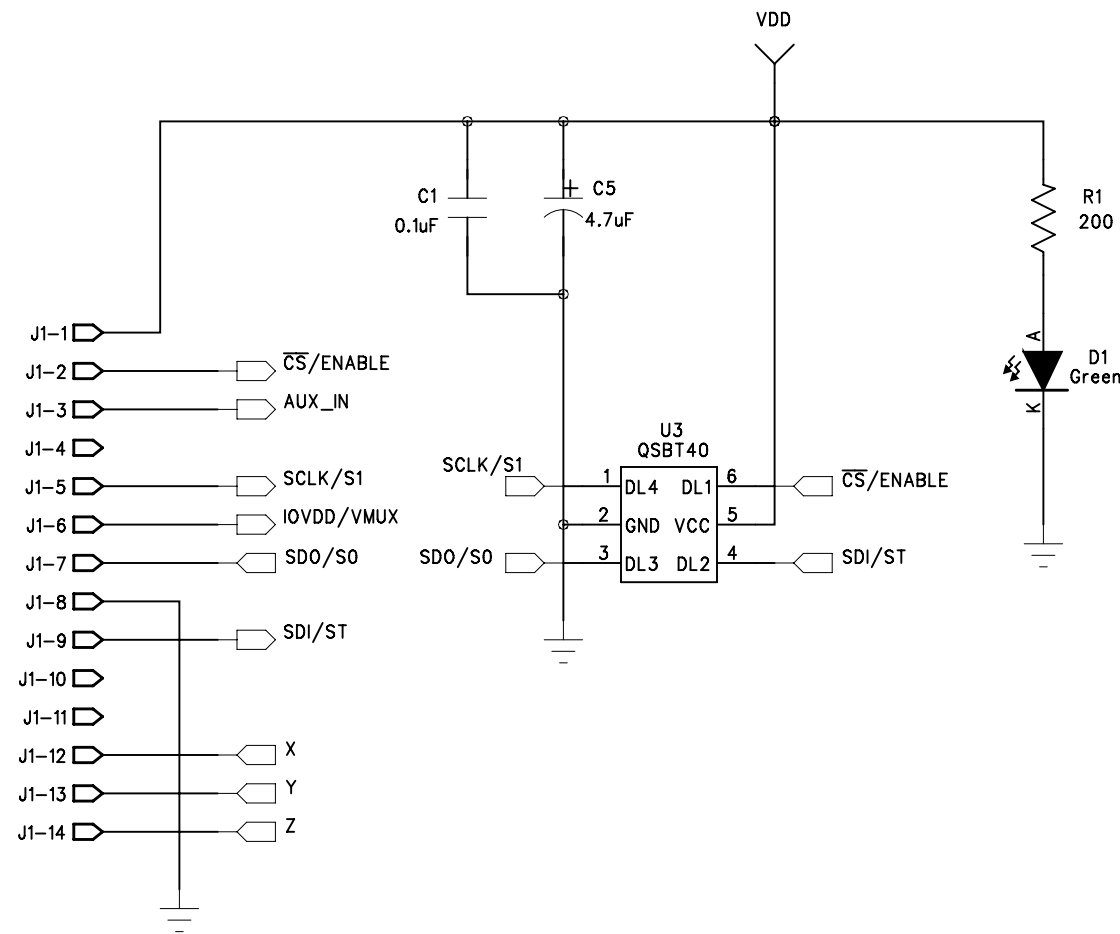 VDD
C1
0.1uF
+ C5
4.7uF
R1
200
J1-1
J1-2 C̅S̅/ENABLE
J1-3 AUX_IN
J1-4
J1-5 SCLK/S1
J1-6 IOVDD/VMUX
J1-7 SDO/S0
J1-8
J1-9 SDI/ST
J1-10
J1-11
J1-12 X
J1-13 Y
J1-14 Z
A
D1
Green
K
U3
QSBT40
SCLK/S1 1 DL4 DL1 6 C̅S̅/ENABLE
2 GND VCC 5
SDO/S0 3 DL3 DL2 4 SDI/ST